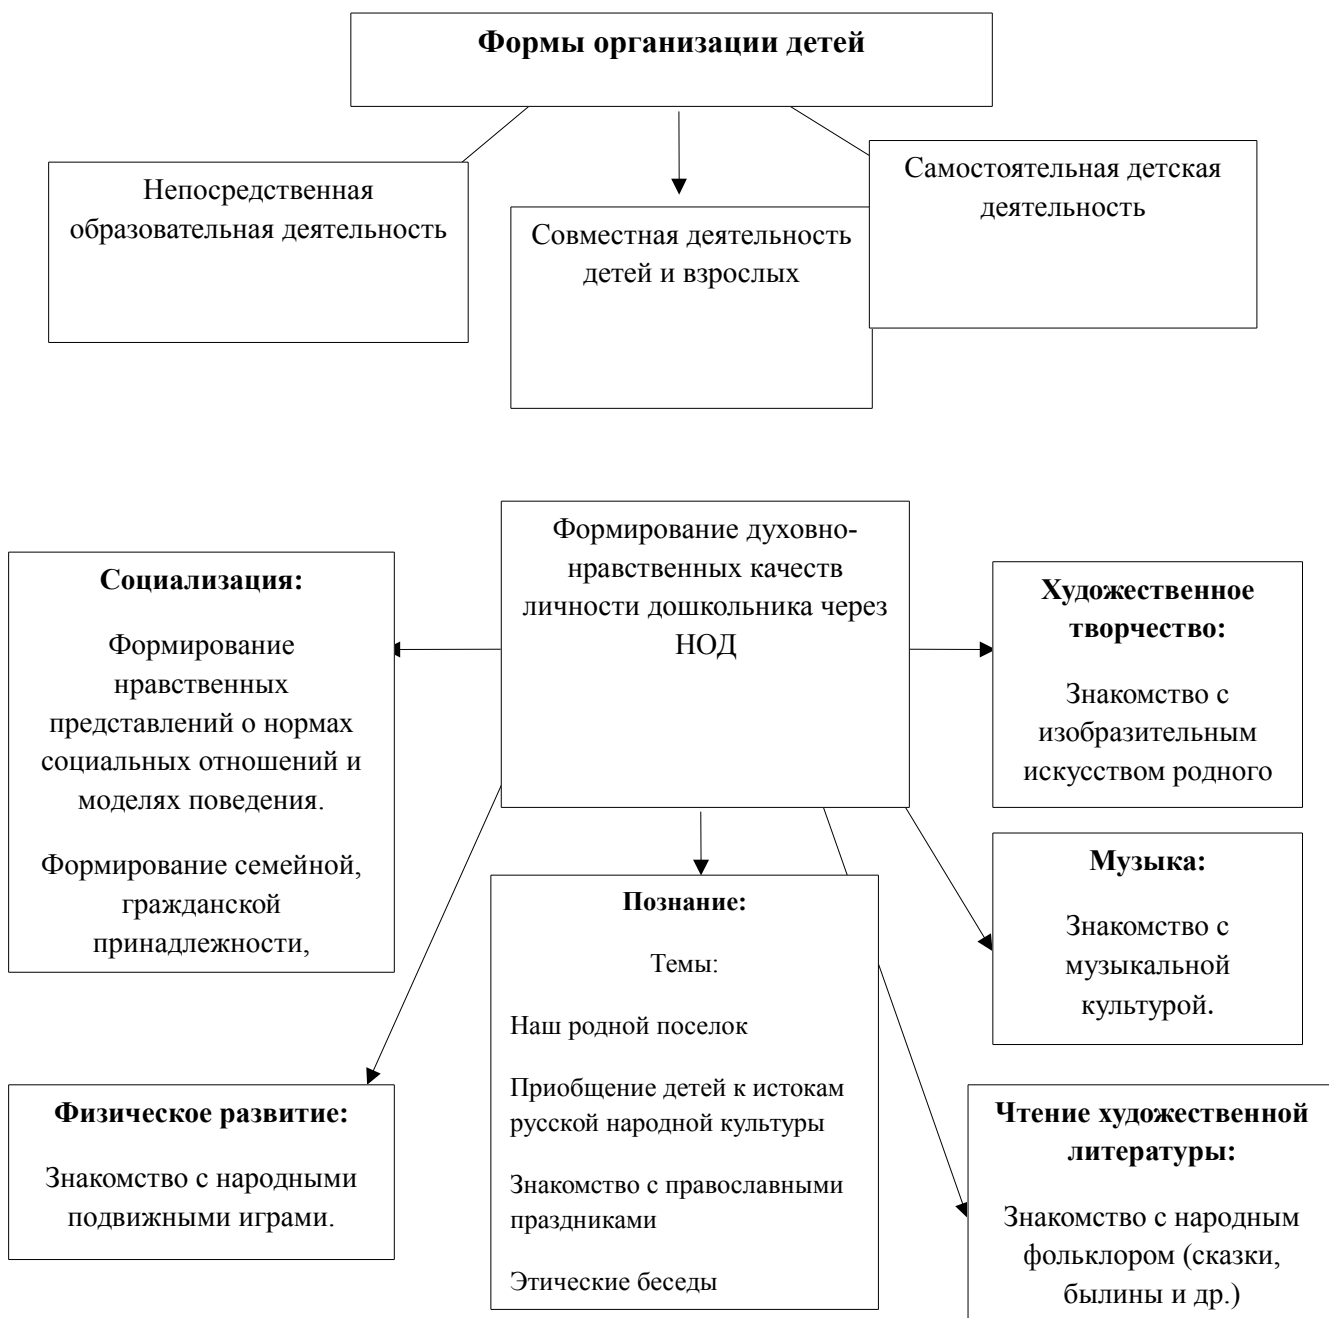 Формы организации детей
Непосредственная
образовательная деятельность
Совместная деятельность
детей и взрослых
Самостоятельная детская
деятельность
Формирование духовно-
нравственных качеств
личности дошкольника через
НОД
Социализация:
Формирование
нравственных
представлений о нормах
социальных отношений и
моделях поведения.
Формирование семейной,
гражданской
принадлежности,
Художественное
творчество:
Знакомство с
изобразительным
искусством родного
Музыка:
Знакомство с
музыкальной
культурой.
Познание:
Темы:
Наш родной поселок
Приобщение детей к истокам
русской народной культуры
Знакомство с православными
праздниками
Этические беседы
Физическое развитие:
Знакомство с народными
подвижными играми.
Чтение художественной
литературы:
Знакомство с народным
фольклором (сказки,
былины и др.)